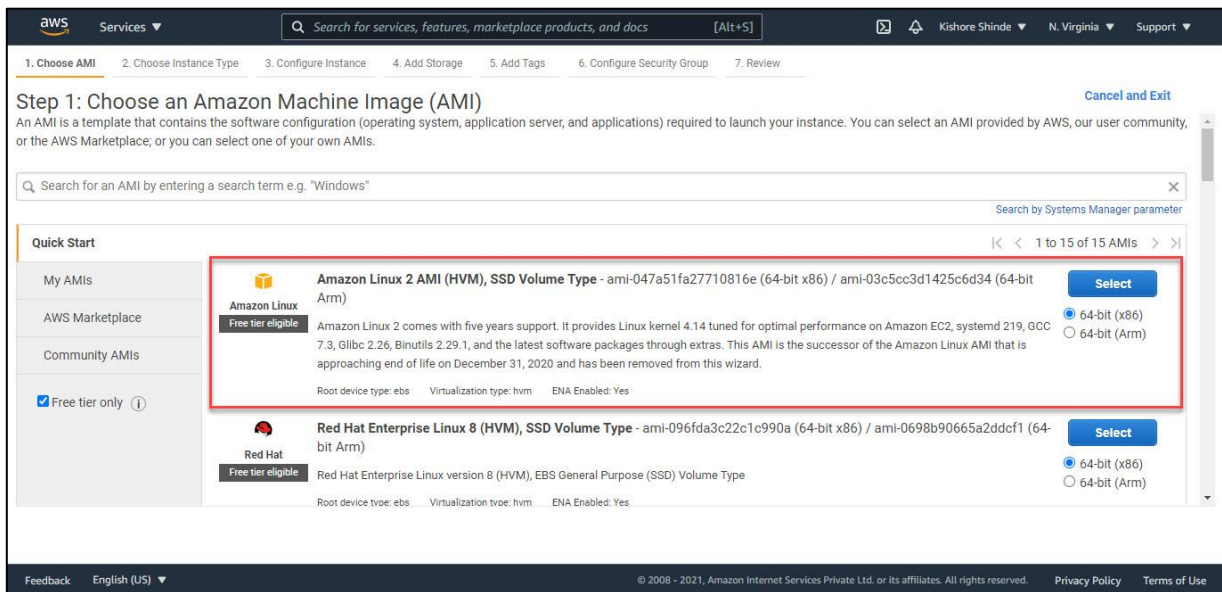 aws Services ▼ Search for services, features, marketplace products, and docs [Alt+S] Kishore Shinde ▼ N. Virginia ▼ Support ▼
1. Choose AMI 2. Choose Instance Type 3. Configure Instance 4. Add Storage 5. Add Tags 6. Configure Security Group 7. Review
Step 1: Choose an Amazon Machine Image (AMI)
Cancel and Exit
An AMI is a template that contains the software configuration (operating system, application server, and applications) required to launch your instance. You can select an AMI provided by AWS, our user community,
or the AWS Marketplace; or you can select one of your own AMIs.
Search for an AMI by entering a search term e.g. "Windows"
Search by Systems Manager parameter
Quick Start
1 to 15 of 15 AMIs
My AMIs
AWS Marketplace
Community AMIs
Free tier only
Amazon Linux
Free tier eligible
Amazon Linux 2 AMI (HVM), SSD Volume Type - ami-047a51fa27710816e (64-bit x86) / ami-03c5cc3d1425c6d34 (64-bit
Arm)
Amazon Linux 2 comes with five years support. It provides Linux kernel 4.14 tuned for optimal performance on Amazon EC2, systemd 219, GCC
7.3, Glibc 2.26, Binutils 2.29.1, and the latest software packages through extras. This AMI is the successor of the Amazon Linux AMI that is
approaching end of life on December 31, 2020 and has been removed from this wizard.
Root device type: ebs Virtualization type: hvm ENA Enabled: Yes
Select
64-bit (x86)
64-bit (Arm)
Red Hat
Free tier eligible
Red Hat Enterprise Linux 8 (HVM), SSD Volume Type - ami-096fda3c22c1c990a (64-bit x86) / ami-0698b90665a2ddcf1 (64-
bit Arm)
Red Hat Enterprise Linux version 8 (HVM), EBS General Purpose (SSD) Volume Type
Root device type: ebs Virtualization type: hvm ENA Enabled: Yes
Select
64-bit (x86)
64-bit (Arm)
Feedback English (US) ▼ © 2008 - 2021, Amazon Internet Services Private Ltd. or its affiliates. All rights reserved. Privacy Policy Terms of Use